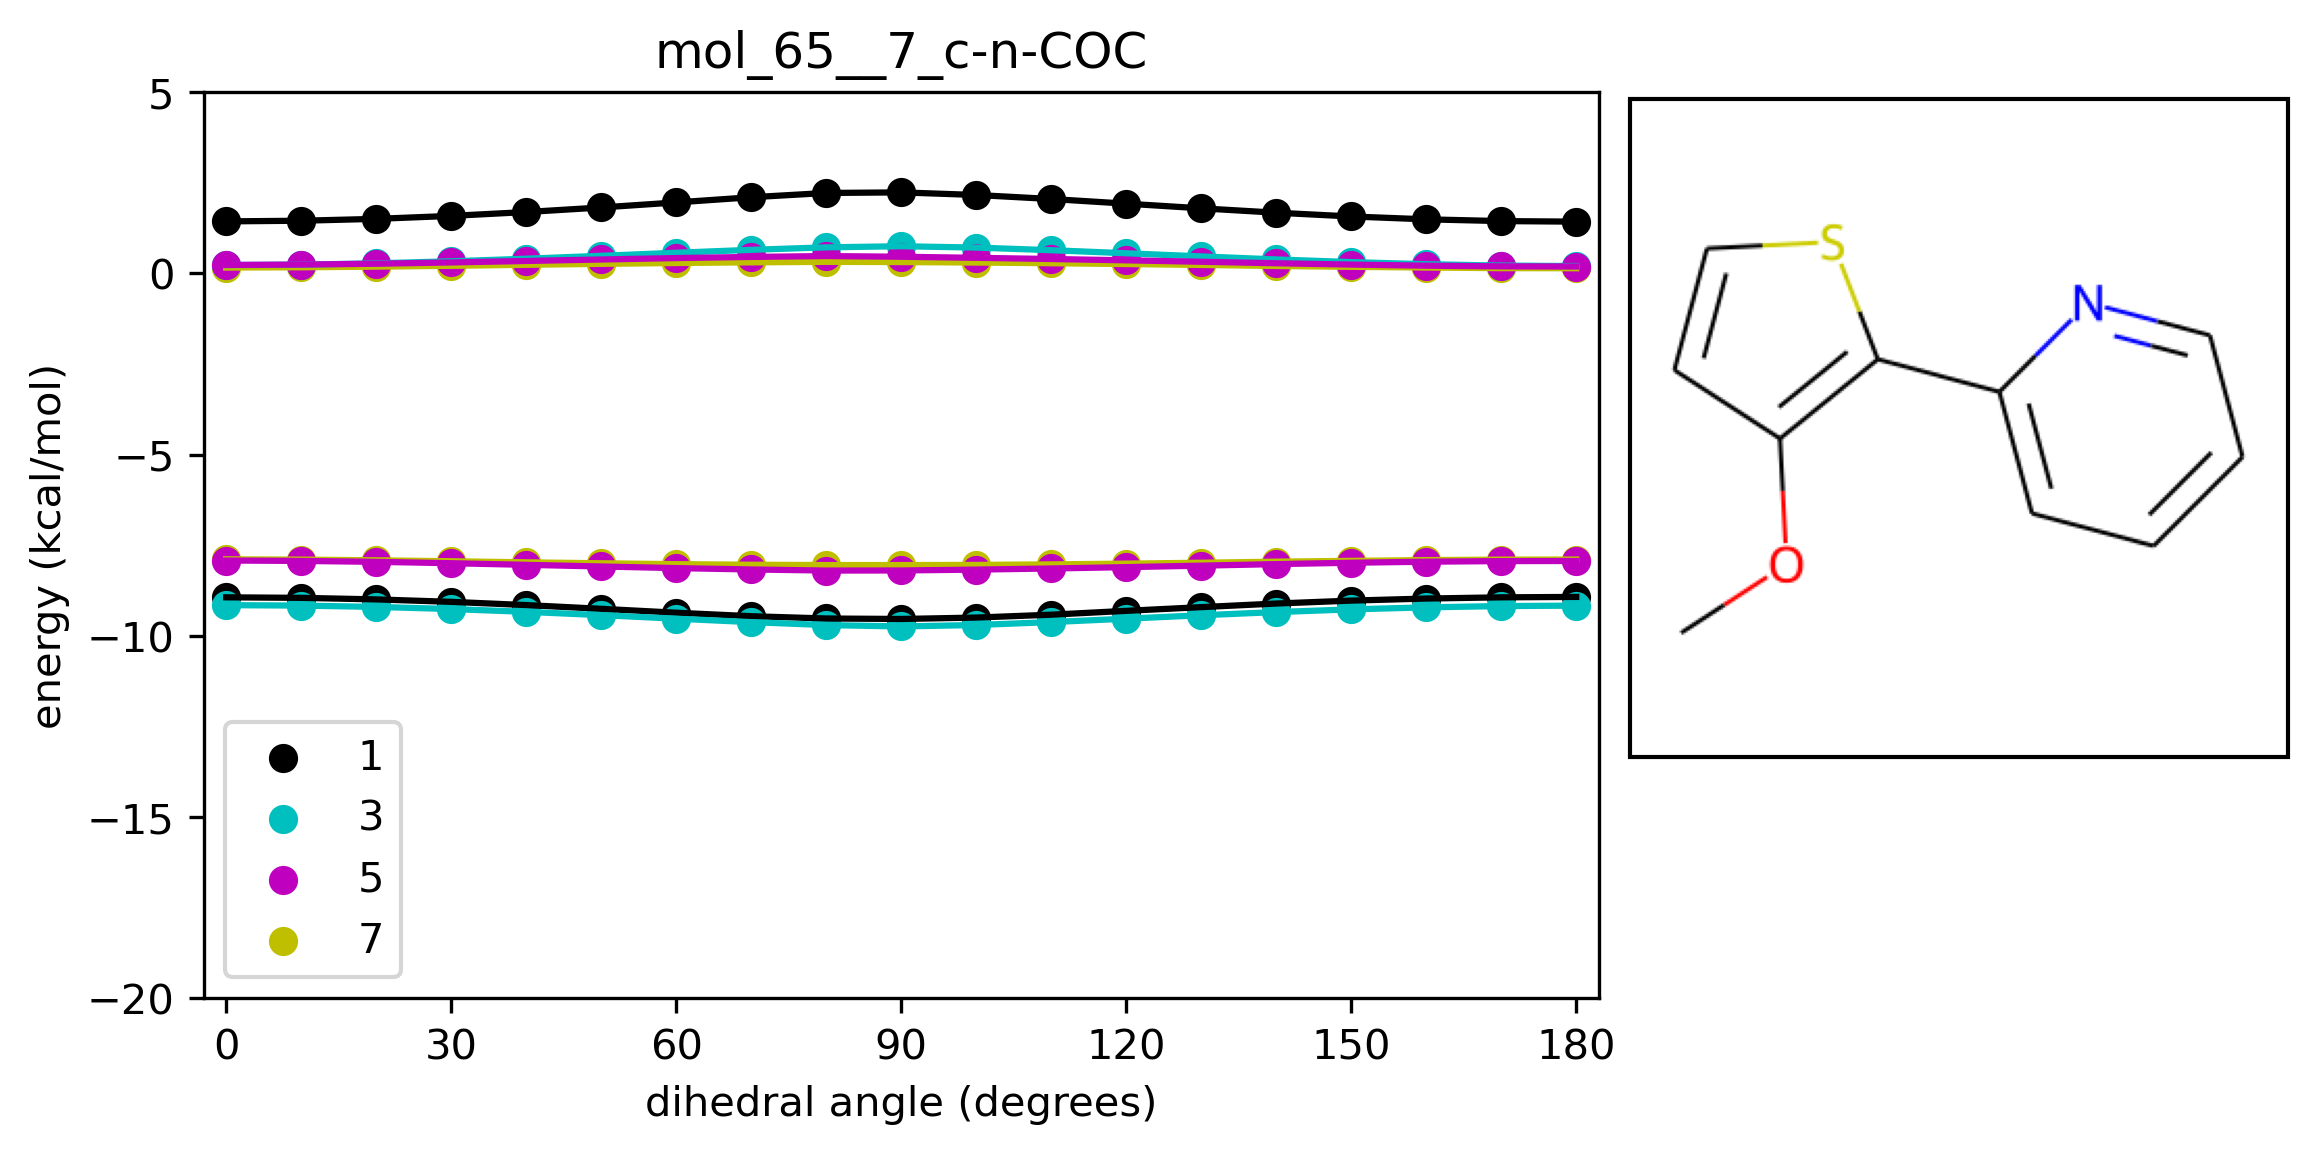 mol_65__7_c-n-COC
5
0
−5
−10
−15
−20
energy (kcal/mol)
1
3
5
7
0 30 60 90 120 150 180
dihedral angle (degrees)
S
N
O